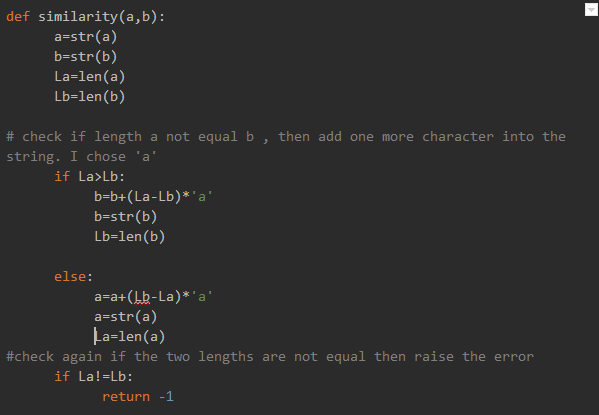 def similarity(a,b):
a=str(a)
b=str(b)
La=len(a)
Lb=len(b)
# check if length a not equal b , then add one more character into the
string. I chose 'a'
if La>Lb:
b=b+(La-Lb)*'a'
b=str(b)
Lb=len(b)
else:
a=a+(Lb-La)*'a'
a=str(a)
La=len(a)
#check again if the two lengths are not equal then raise the error
if La!=Lb:
return -1